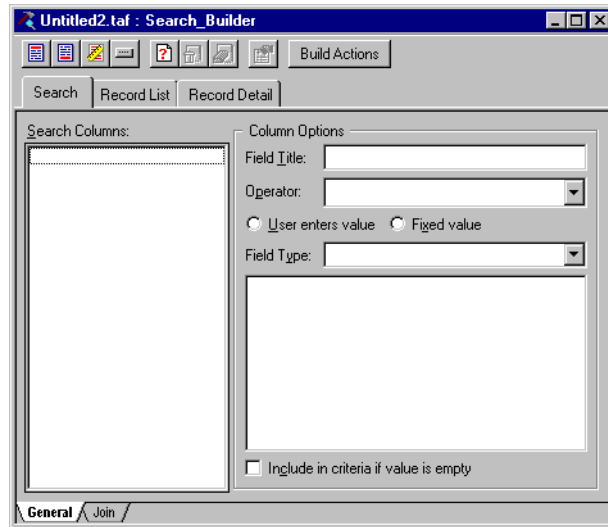 Untitled2.taf : Search_Builder
Build Actions
Search Record List Record Detail
Search Columns:
Column Options
Field Title:
Operator:
User enters value Fixed value
Field Type:
Include in criteria if value is empty
General Join